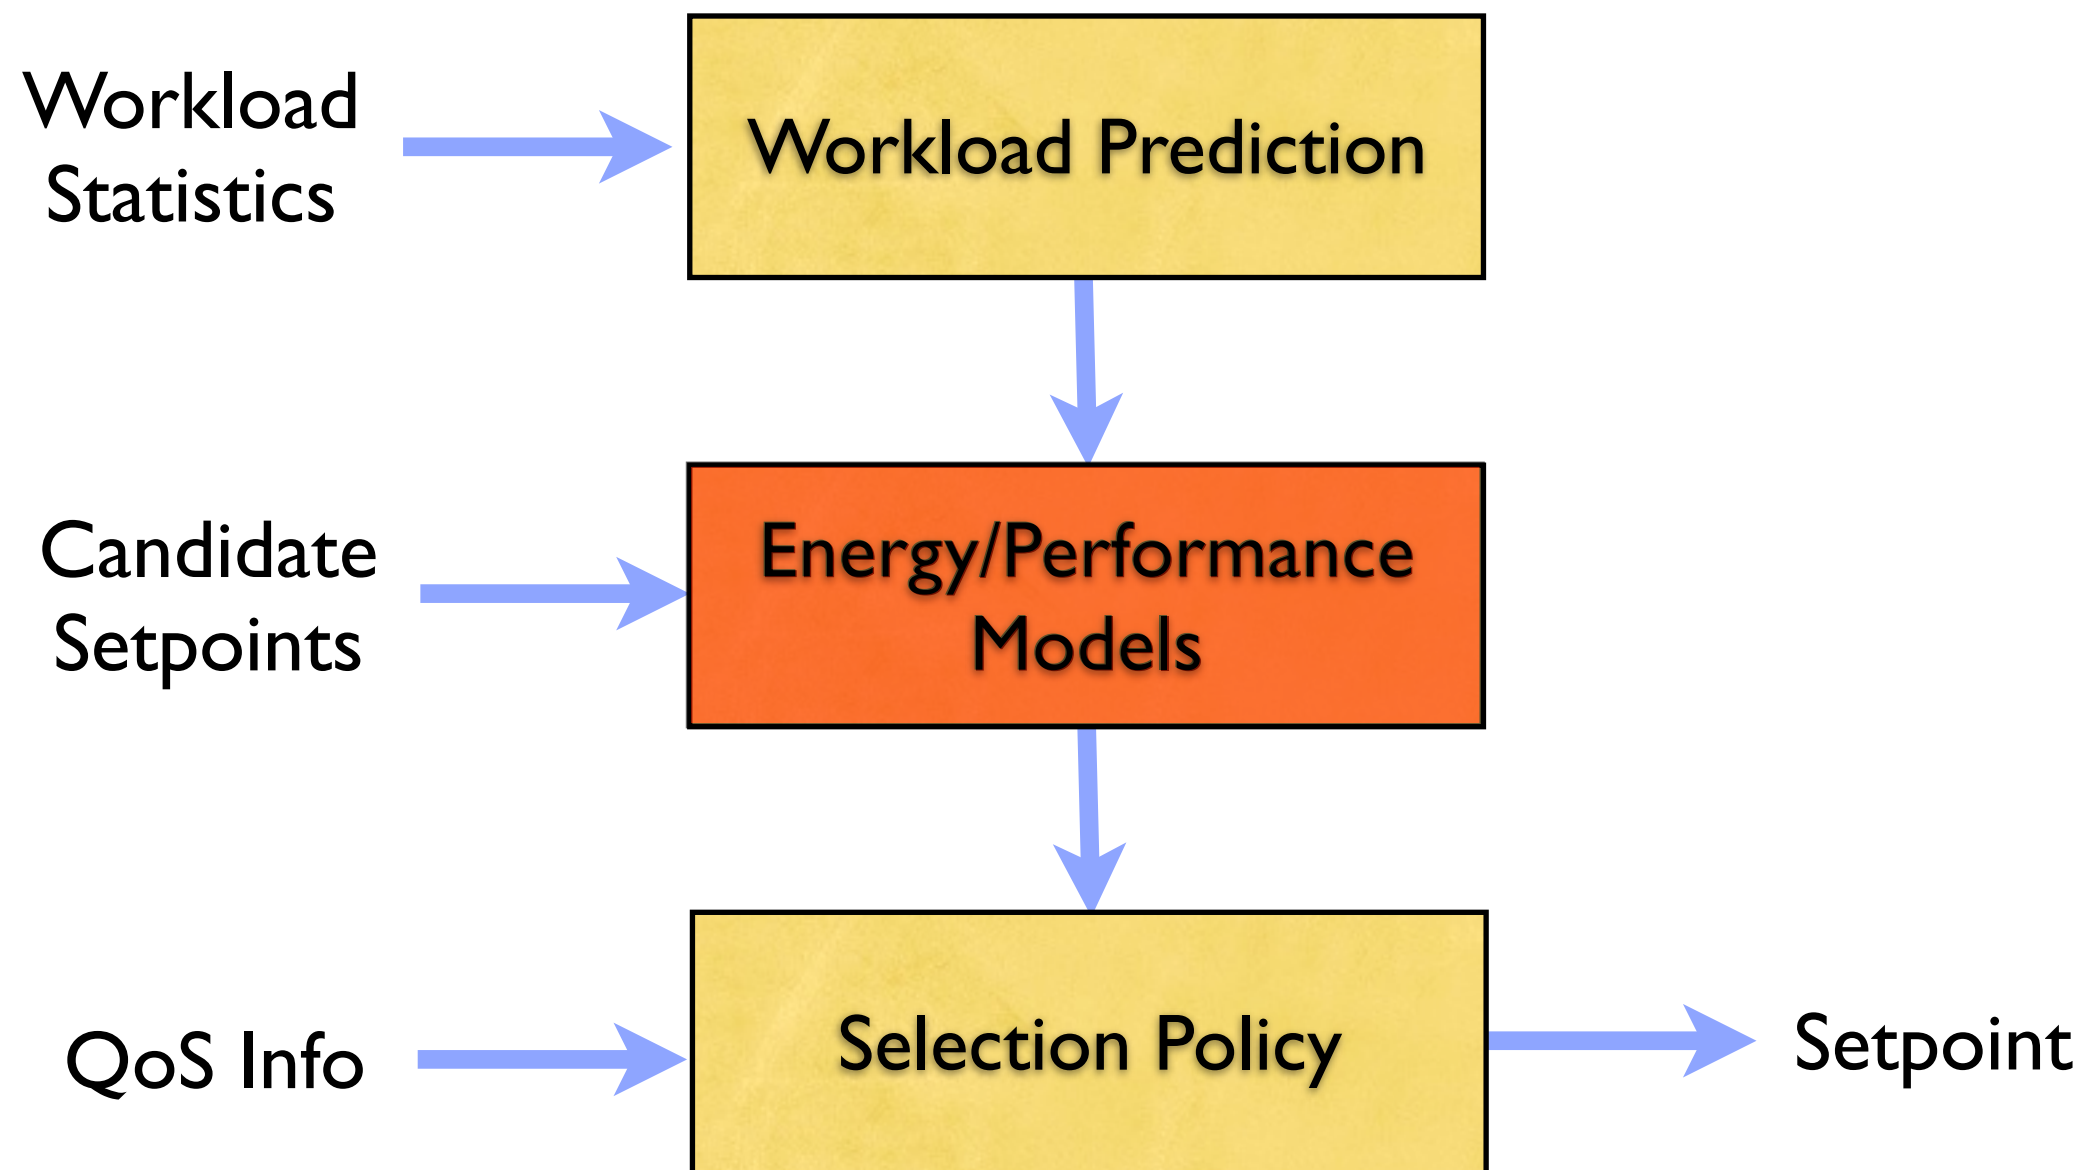 Workload
Statistics
Workload Prediction
Candidate
Setpoints
Energy/Performance
Models
QoS Info
Selection Policy
Setpoint